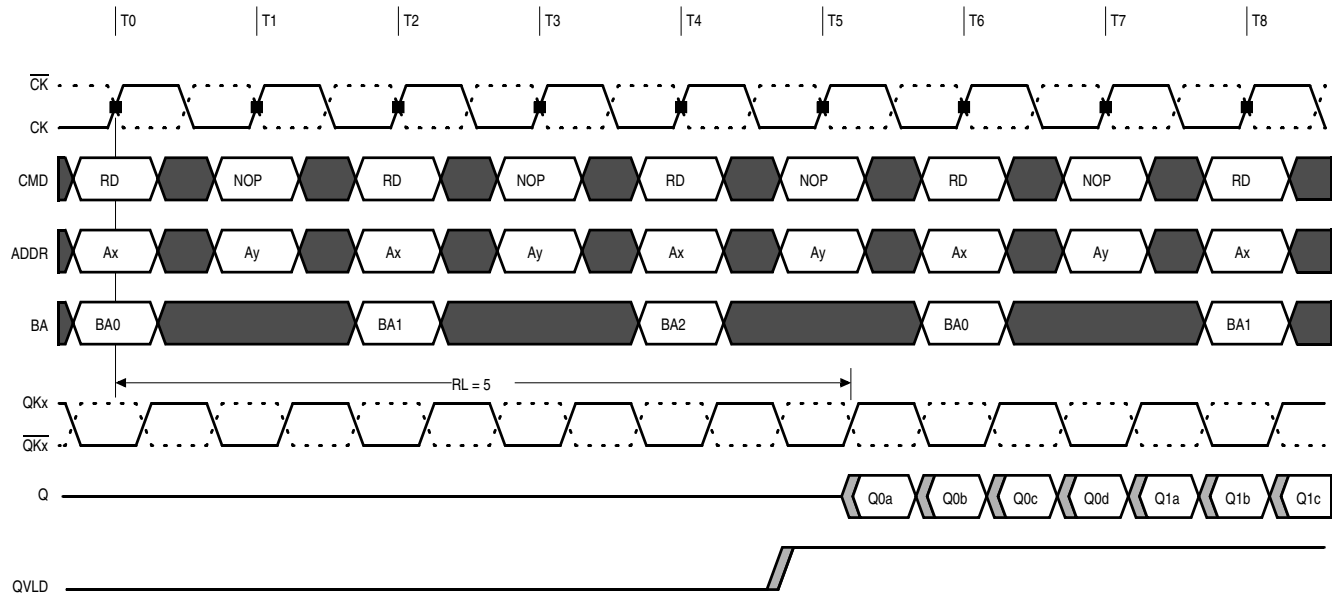 T0 T1 T2 T3 T4 T5 T6 T7 T8
CK
CK
CMD RD NOP RD NOP RD NOP RD NOP RD
ADDR Ax Ay Ax Ay Ax Ay Ax Ay Ax
BA BA0 BA1 BA2 BA0 BA1
RL = 5
QKx
QKx
Q Q0a Q0b Q0c Q0d Q1a Q1b Q1c
QVLD